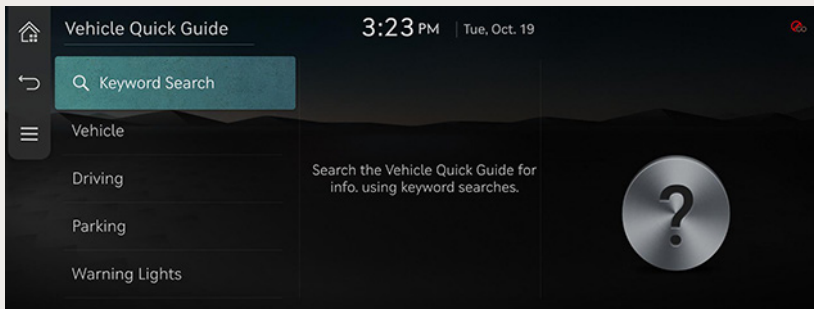 Vehicle Quick Guide
3:23 PM
Tue, Oct. 19
Keyword Search
Vehicle
Driving
Parking
Warning Lights
Search the Vehicle Quick Guide for
info. using keyword searches.
?